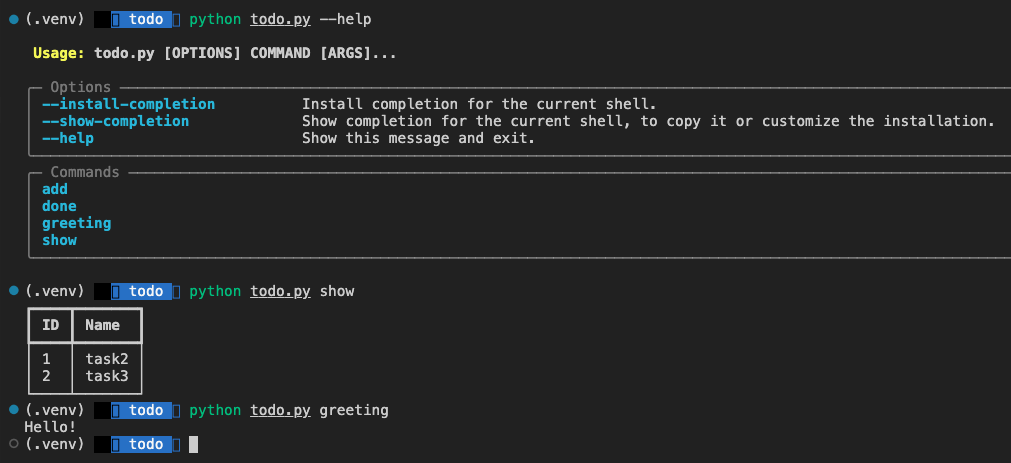 (.venv) todo python todo.py --help
Usage: todo.py [OPTIONS] COMMAND [ARGS]...
Options
--install-completion Install completion for the current shell.
--show-completion Show completion for the current shell, to copy it or customize the installation.
--help Show this message and exit.
Commands
add
done
greeting
show
(.venv) todo python todo.py show
ID Name
1 task2
2 task3
(.venv) todo python todo.py greeting
Hello!
(.venv) todo